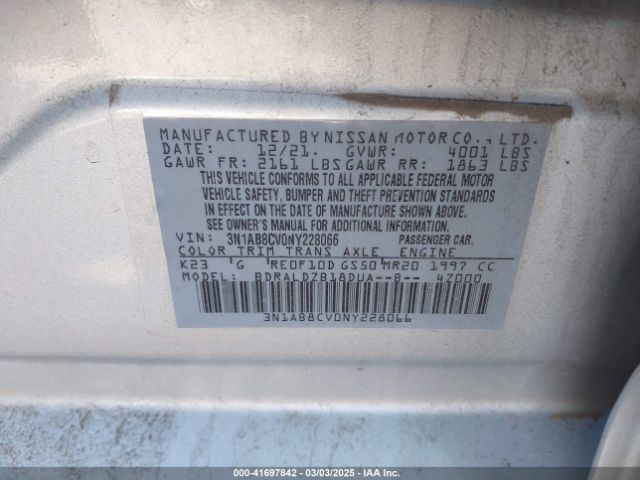 MANUFACTURED BY NISSAN MOTOR CO., LTD.
DATE: 12/21. GVWR: 4001 LBS
GAWR FR: 2161 LBS GAWR RR: 1863 LBS
THIS VEHICLE CONFORMS TO ALL APPLICABLE FEDERAL MOTOR
VEHICLE SAFETY, BUMPER AND THEFT PREVENTION STANDARDS
IN EFFECT ON THE DATE OF MANUFACTURE SHOWN ABOVE.
SEE OWNER'S MANUAL FOR ADDITIONAL INFORMATION
VIN: 3N1AB8CV0NY228066 PASSENGER CAR.
COLOR TRIM TRANS AXLE ENGINE
K23 G RE0F10D GS50 MR20 1997 CC
MODEL: BDRALDZB18DUA--B-- 4Z000
3N1AB8CV0NY228066
000-41697842 / 03/03/2025 - IAA Inc.